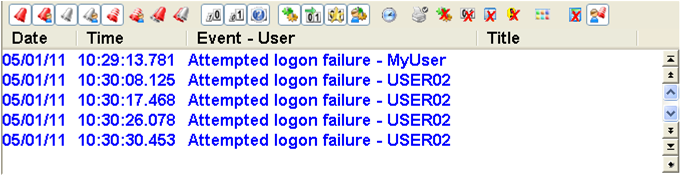 Date Time Event - User Title
05/01/11 10:29:13.781 Attempted logon failure - MyUser
05/01/11 10:30:08.125 Attempted logon failure - USER02
05/01/11 10:30:17.468 Attempted logon failure - USER02
05/01/11 10:30:26.078 Attempted logon failure - USER02
05/01/11 10:30:30.453 Attempted logon failure - USER02